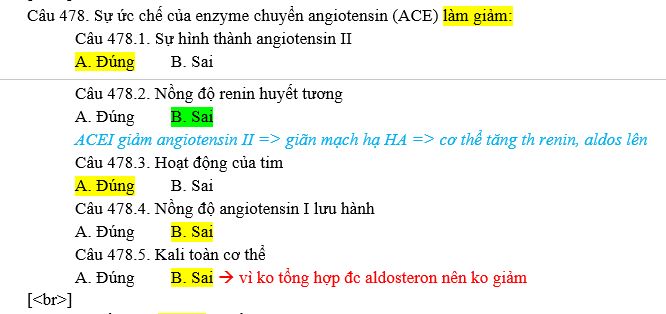 Câu 478. Sự ức chế của enzyme chuyển angiotensin (ACE) làm giảm:
Câu 478.1. Sự hình thành angiotensin II
A. Đúng B. Sai
Câu 478.2. Nồng độ renin huyết tương
A. Đúng B. Sai
ACEI giảm angiotensin II => giãn mạch hạ HA => cơ thể tăng th renin, aldos lên
Câu 478.3. Hoạt động của tim
A. Đúng B. Sai
Câu 478.4. Nồng độ angiotensin I lưu hành
A. Đúng B. Sai
Câu 478.5. Kali toàn cơ thể
A. Đúng B. Sai → vì ko tổng hợp đc aldosteron nên ko giảm
[<br>]